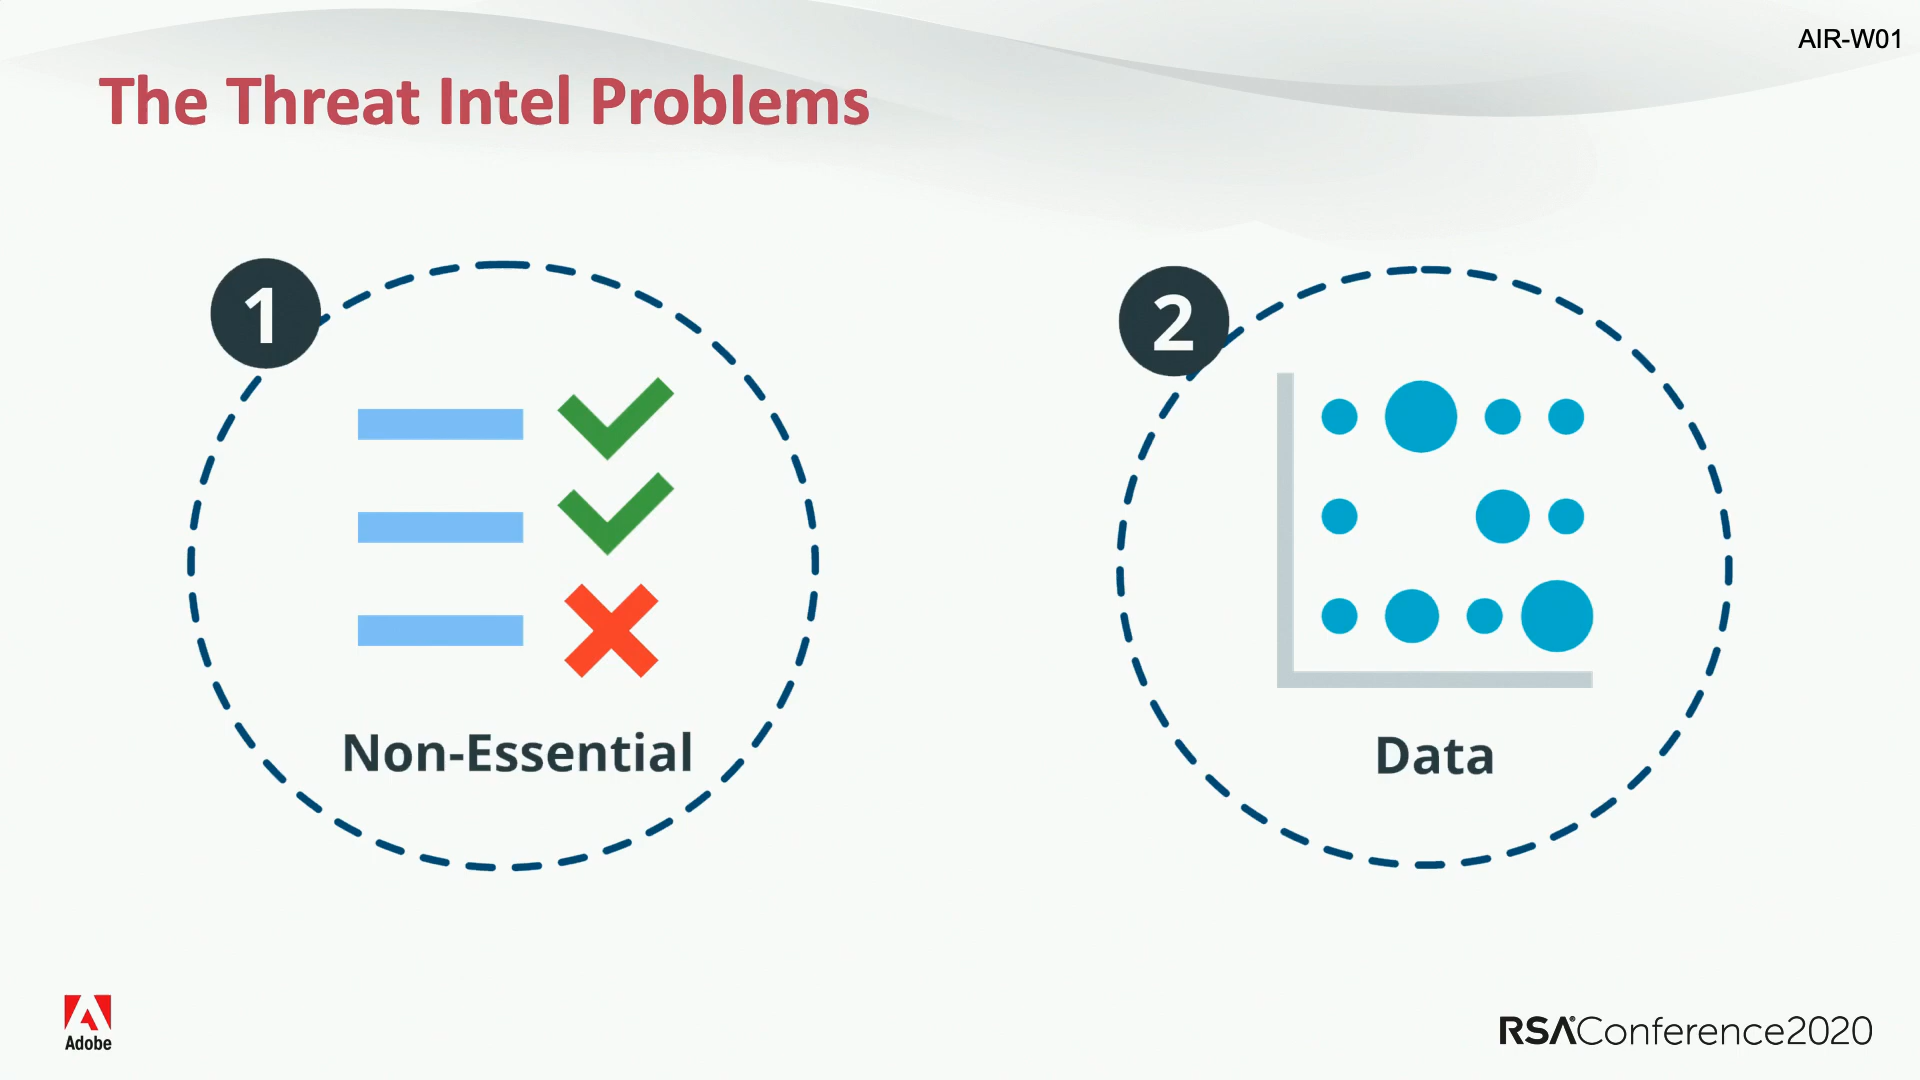 AIR-W01
The Threat Intel Problems
1
2
Non-Essential
Data
Adobe
RSAConference2020